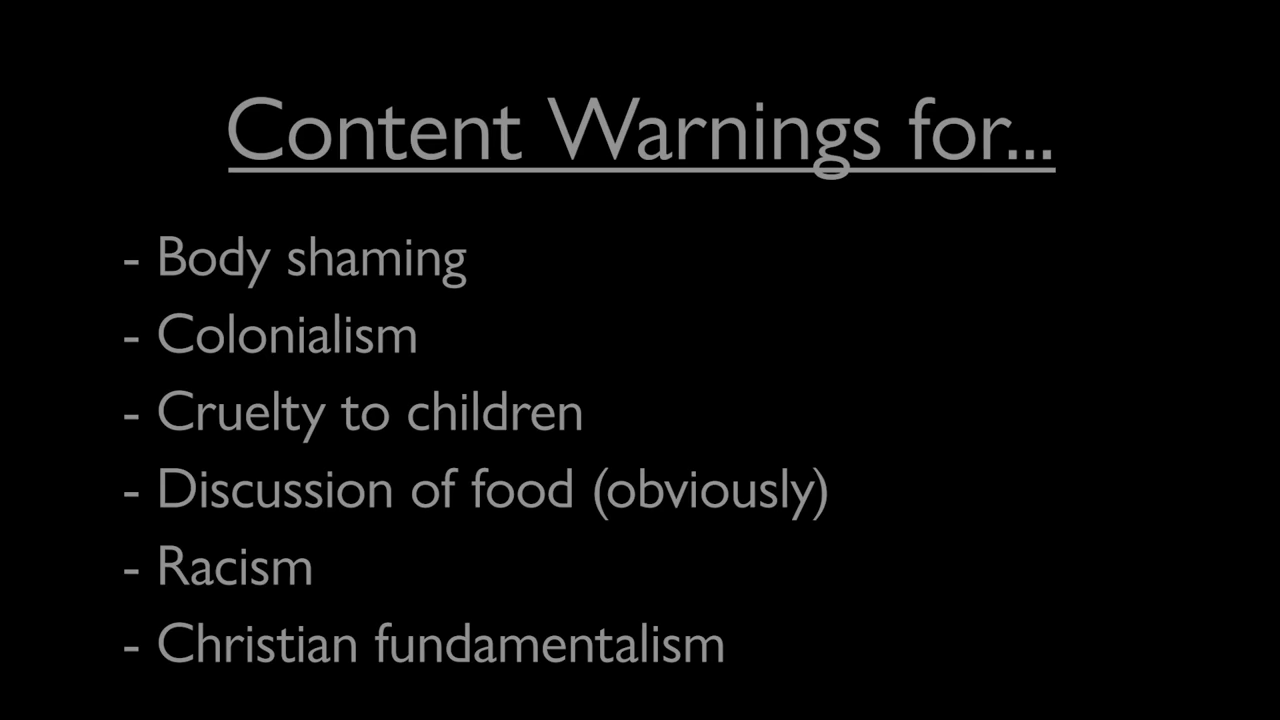 Content Warnings for...
- Body shaming
- Colonialism
- Cruelty to children
- Discussion of food (obviously)
- Racism
- Christian fundamentalism